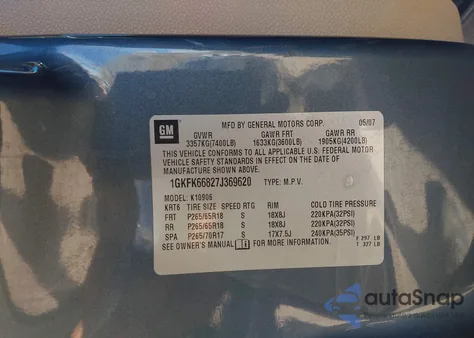 GM
MFD BY GENERAL MOTORS CORP. 05/07
GVWR GAWR FRT GAWR RR
3357KG(7400LB) 1633KG(3600LB) 1905KG(4200LB)
THIS VEHICLE CONFORMS TO ALL APPLICABLE U.S. FEDERAL MOTOR
VEHICLE SAFETY STANDARDS IN EFFECT ON THE DATE OF
MANUFACTURE SHOWN ABOVE.
1GKFK66827J369620 TYPE: M.P.V.
MODEL: K10906
KRT6 TIRE SIZE SPEED RTG RIM COLD TIRE PRESSURE
FRT P265/65R18 S 18X8J 220KPA(32PSI)
RR P265/65R18 S 18X8J 220KPA(32PSI)
SPA P265/70R17 S 17X7.5J 240KPA(35PSI)
SEE OWNER'S MANUAL FOR MORE INFORMATION.
F 297 LB
T 327 LB
autoSnap